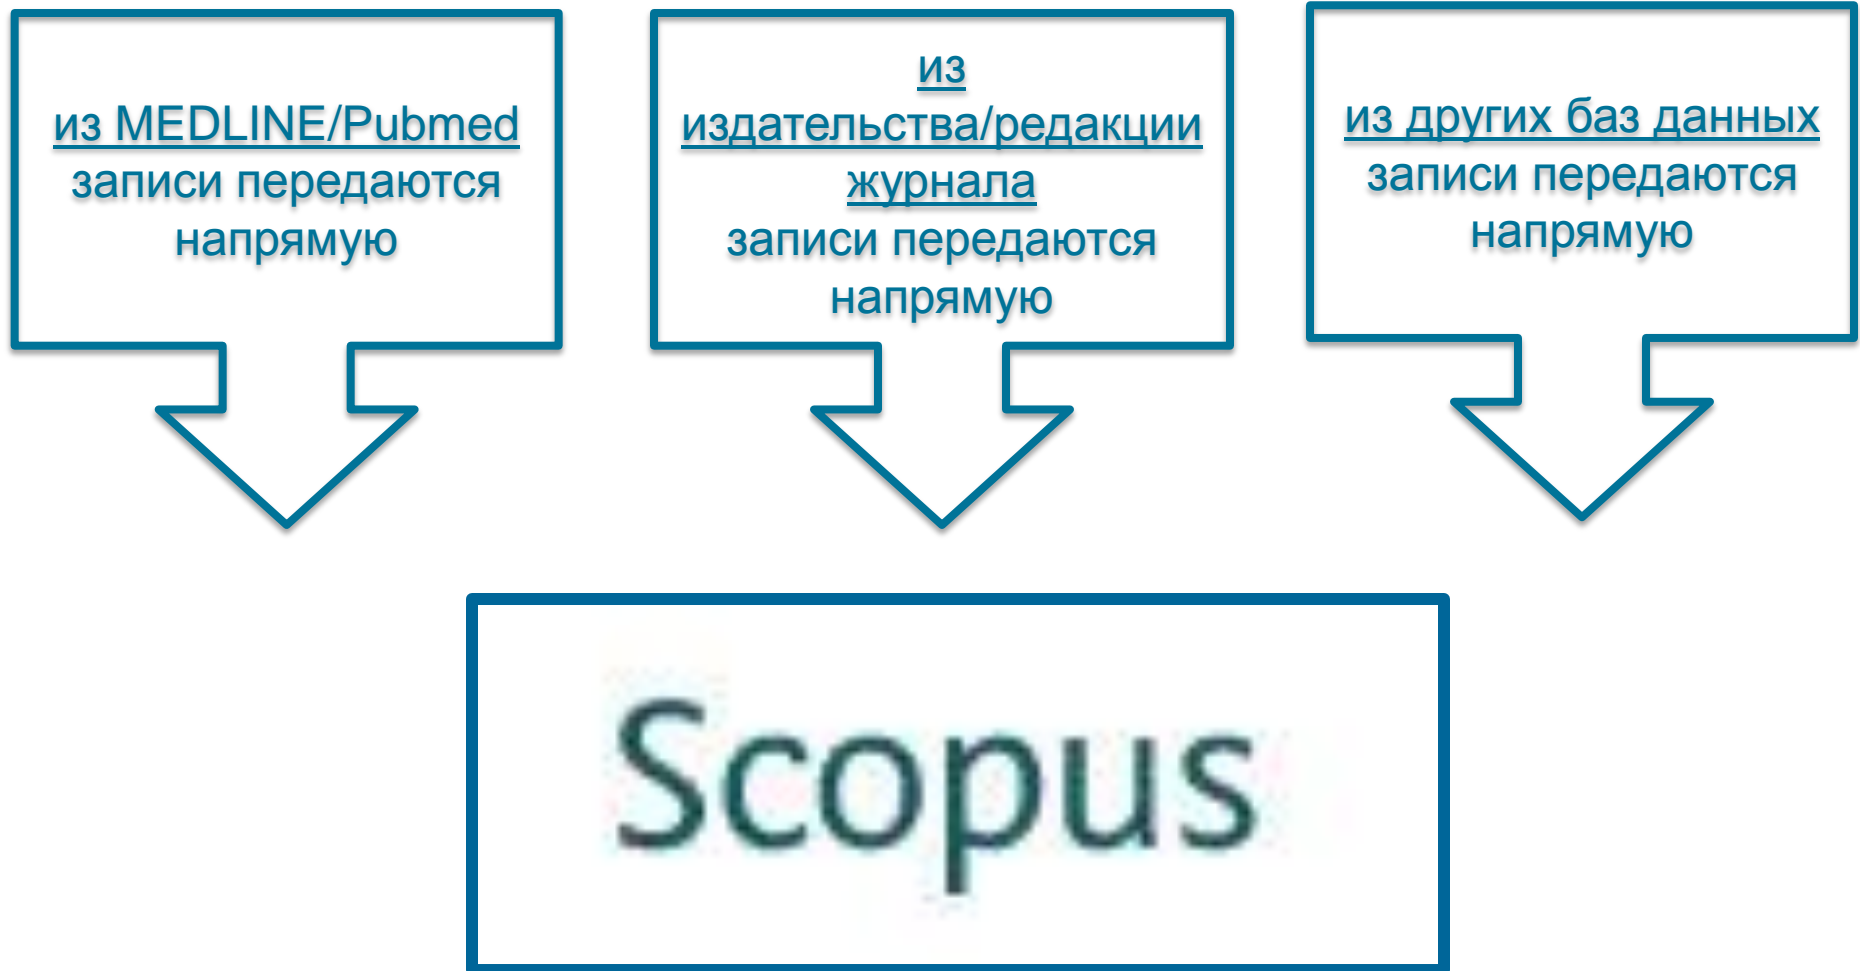 из MEDLINE/Pubmed
записи передаются
напрямую
из
издательства/редакции
журнала
записи передаются
напрямую
из других баз данных
записи передаются
напрямую
Scopus